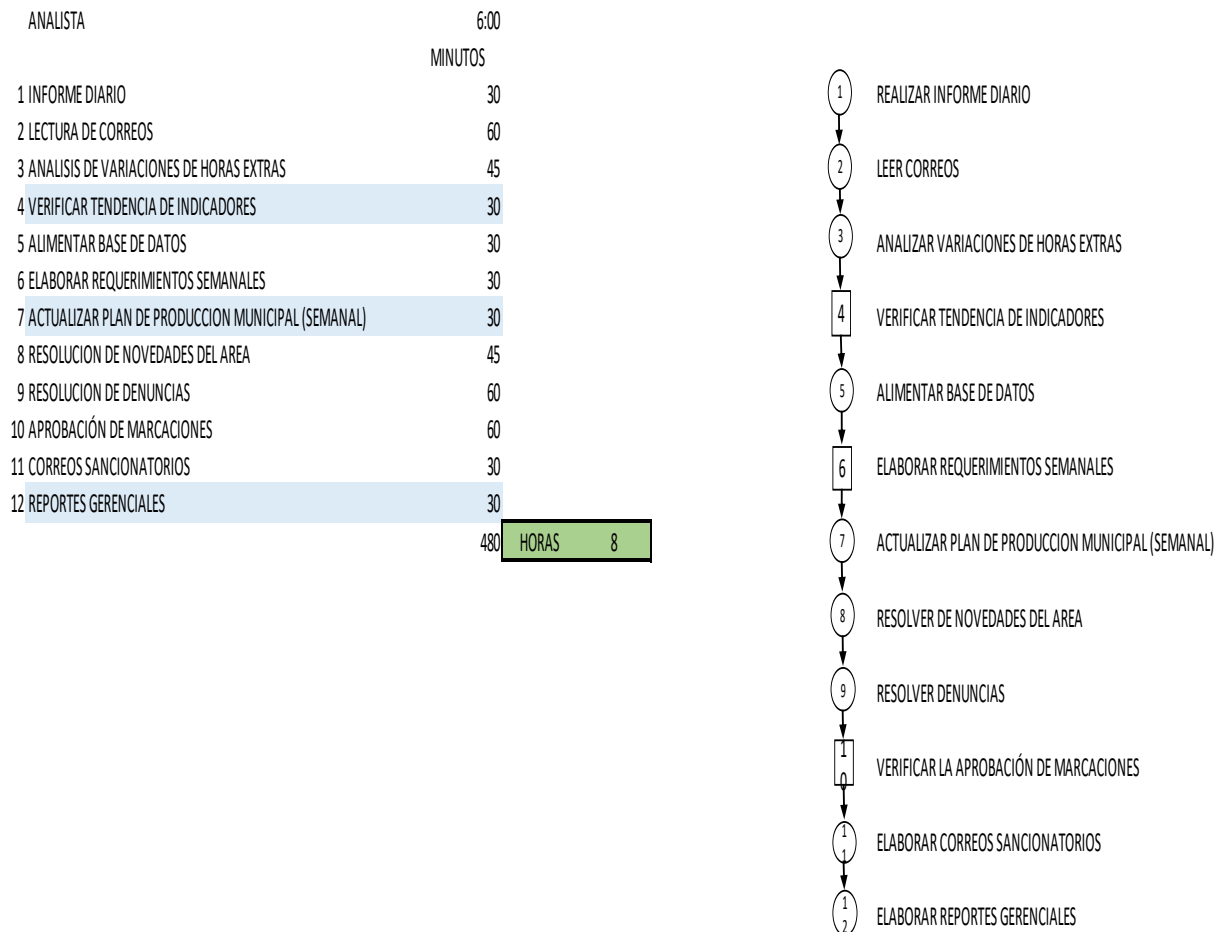 ANALISTA 6:00
MINUTOS
1 INFORME DIARIO 30
2 LECTURA DE CORREOS 60
3 ANALISIS DE VARIACIONES DE HORAS EXTRAS 45
4 VERIFICAR TENDENCIA DE INDICADORES 30
5 ALIMENTAR BASE DE DATOS 30
6 ELABORAR REQUERIMIENTOS SEMANALES 30
7 ACTUALIZAR PLAN DE PRODUCCION MUNICIPAL (SEMANAL) 30
8 RESOLUCION DE NOVEDADES DEL AREA 45
9 RESOLUCION DE DENUNCIAS 60
10 APROBACIÓN DE MARCACIONES 60
11 CORREOS SANCIONATORIOS 30
12 REPORTES GERENCIALES 30
480 HORAS 8
1 REALIZAR INFORME DIARIO
2 LEER CORREOS
3 ANALIZAR VARIACIONES DE HORAS EXTRAS
4 VERIFICAR TENDENCIA DE INDICADORES
5 ALIMENTAR BASE DE DATOS
6 ELABORAR REQUERIMIENTOS SEMANALES
7 ACTUALIZAR PLAN DE PRODUCCION MUNICIPAL (SEMANAL)
8 RESOLVER DE NOVEDADES DEL AREA
9 RESOLVER DENUNCIAS
10 VERIFICAR LA APROBACIÓN DE MARCACIONES
11 ELABORAR CORREOS SANCIONATORIOS
12 ELABORAR REPORTES GERENCIALES